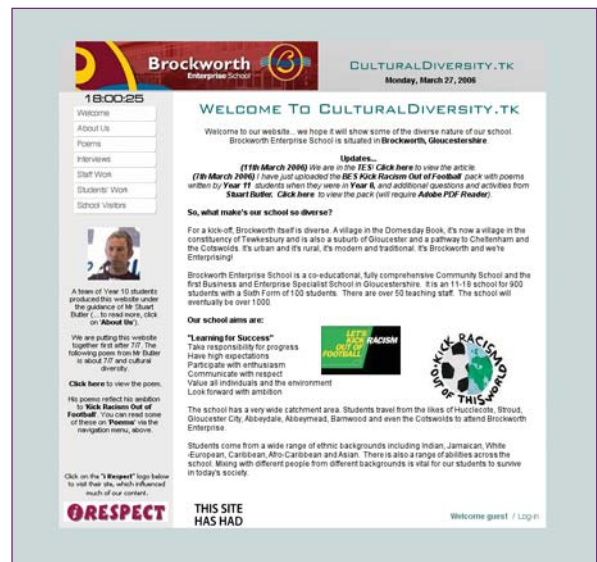 Brockworth
Enterprise School
CULTURALDIVERSITY.TK
Monday, March 27, 2006
18:00:25
Welcome
About Us
Poems
Interviews
Staff Work
Students' Work
School Visitors
A team of Year 10 students
produced this website under
the guidance of Mr Stuart
Butler (... to read more, click
on 'About Us').
We are putting this website
together first after 7/7. The
following poem from Mr Butler
is about 7/7 and cultural
diversity.
Click here to view the poem.
His poems reflect his ambition
to 'Kick Racism Out of
Football'. You can read some
of these on 'Poems' via the
navigation menu, above.
Click on the "i Respect" logo below
to visit their site, which influenced
much of our content.
iRESPECT
WELCOME TO CULTURALDIVERSITY.TK
Welcome to our website... we hope it will show some of the diverse nature of our school.
Brockworth Enterprise School is situated in Brockworth, Gloucestershire.
Updates...
(11th March 2006) We are in the TES! Click here to view the article.
(7th March 2006) I have just uploaded the BES Kick Racism Out of Football pack with poems
written by Year 11 students when they were in Year 8, and additional questions and activities from
Stuart Butler. Click here to view the pack (will require Adobe PDF Reader).
So, what make's our school so diverse?
For a kick-off, Brockworth itself is diverse. A village in the Domesday Book, it's now a village in the
constituency of Tewkesbury and is also a suburb of Gloucester and a pathway to Cheltenham and
the Cotswolds. It's urban and it's rural, it's modern and traditional. It's Brockworth and we're
Enterprising!
Brockworth Enterprise School is a co-educational, fully comprehensive Community School and the
first Business and Enterprise Specialist School in Gloucestershire. It is an 11-18 school for 900
students with a Sixth Form of 100 students. There are over 50 teaching staff. The school will
eventually be over 1000.
Our school aims are:
"Learning for Success"
Take responsibility for progress
Have high expectations
Participate with enthusiasm
Communicate with respect
Value all individuals and the environment
Look forward with ambition
LET'S
KICK RACISM
OUT OF
FOOTBALL
KICK RACISM
OUT OF THIS WORLD
The school has a very wide catchment area. Students travel from the likes of Hucclecote, Stroud,
Gloucester City, Abbeydale, Abbeymead, Barnwood and even the Cotswolds to attend Brockworth
Enterprise.
Students come from a wide range of ethnic backgrounds including Indian, Jamaican, White
-European, Caribbean, Afro-Caribbean and Asian. There is also a range of abilities across the
school. Mixing with different people from different backgrounds is vital for our students to survive
in today's society.
THIS SITE
HAS HAD
Welcome guest / Log-in